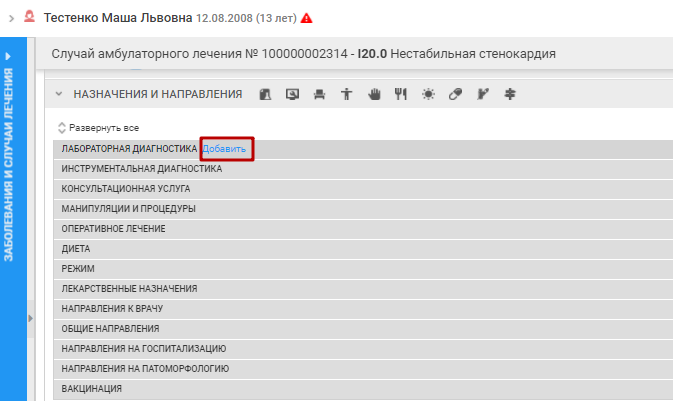 Тестенко Маша Львовна 12.08.2008 (13 лет)
ЗАБОЛЕВАНИЯ И СЛУЧАИ ЛЕЧЕНИЯ
Случай амбулаторного лечения № 100000002314 - I20.0 Нестабильная стенокардия
НАЗНАЧЕНИЯ И НАПРАВЛЕНИЯ
Развернуть все
ЛАБОРАТОРНАЯ ДИАГНОСТИКА Добавить
ИНСТРУМЕНТАЛЬНАЯ ДИАГНОСТИКА
КОНСУЛЬТАЦИОННАЯ УСЛУГА
МАНИПУЛЯЦИИ И ПРОЦЕДУРЫ
ОПЕРАТИВНОЕ ЛЕЧЕНИЕ
ДИЕТА
РЕЖИМ
ЛЕКАРСТВЕННЫЕ НАЗНАЧЕНИЯ
НАПРАВЛЕНИЯ К ВРАЧУ
ОБЩИЕ НАПРАВЛЕНИЯ
НАПРАВЛЕНИЯ НА ГОСПИТАЛИЗАЦИЮ
НАПРАВЛЕНИЯ НА ПАТОМОРФОЛОГИЮ
ВАКЦИНАЦИЯ